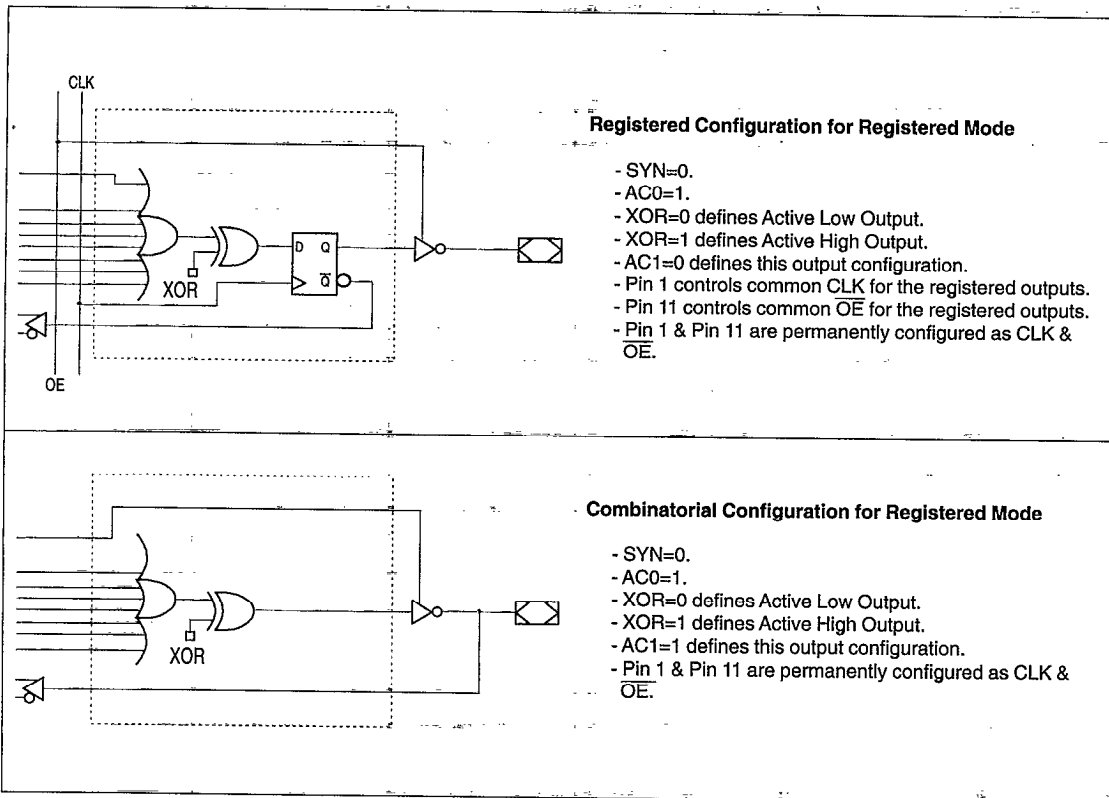 CLK
Registered Configuration for Registered Mode
- SYN=0.
- AC0=1.
- XOR=0 defines Active Low Output.
- XOR=1 defines Active High Output.
- AC1=0 defines this output configuration.
- Pin 1 controls common CLK for the registered outputs.
- Pin 11 controls common O̅E̅ for the registered outputs.
- Pin 1 & Pin 11 are permanently configured as CLK &
O̅E̅.
D Q
Q̅
XOR
OE
Combinatorial Configuration for Registered Mode
- SYN=0.
- AC0=1.
- XOR=0 defines Active Low Output.
- XOR=1 defines Active High Output.
- AC1=1 defines this output configuration.
- Pin 1 & Pin 11 are permanently configured as CLK &
O̅E̅.
XOR